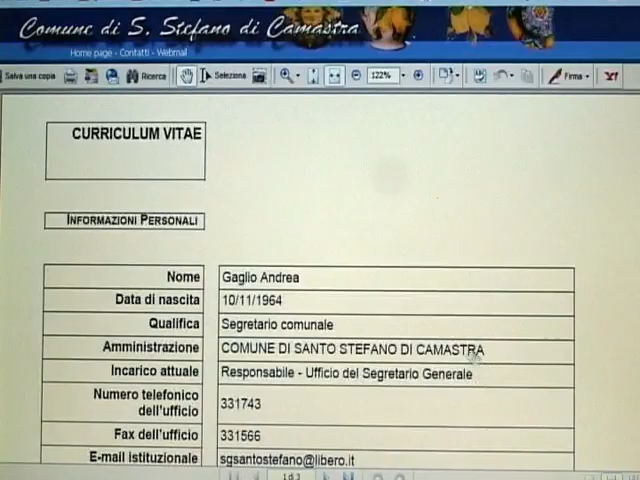 Comune di S. Stefano di Camastra
Home page - Contatti - Webmail
Salva una copia Ricerca Seleziona 122% Firma
CURRICULUM VITAE
INFORMAZIONI PERSONALI
Nome Gaglio Andrea
Data di nascita 10/11/1964
Qualifica Segretario comunale
Amministrazione COMUNE DI SANTO STEFANO DI CAMASTRA
Incarico attuale Responsabile - Ufficio del Segretario Generale
Numero telefonico dell'ufficio 331743
Fax dell'ufficio 331566
E-mail istituzionale sgsantostefano@libero.it
1 di 3